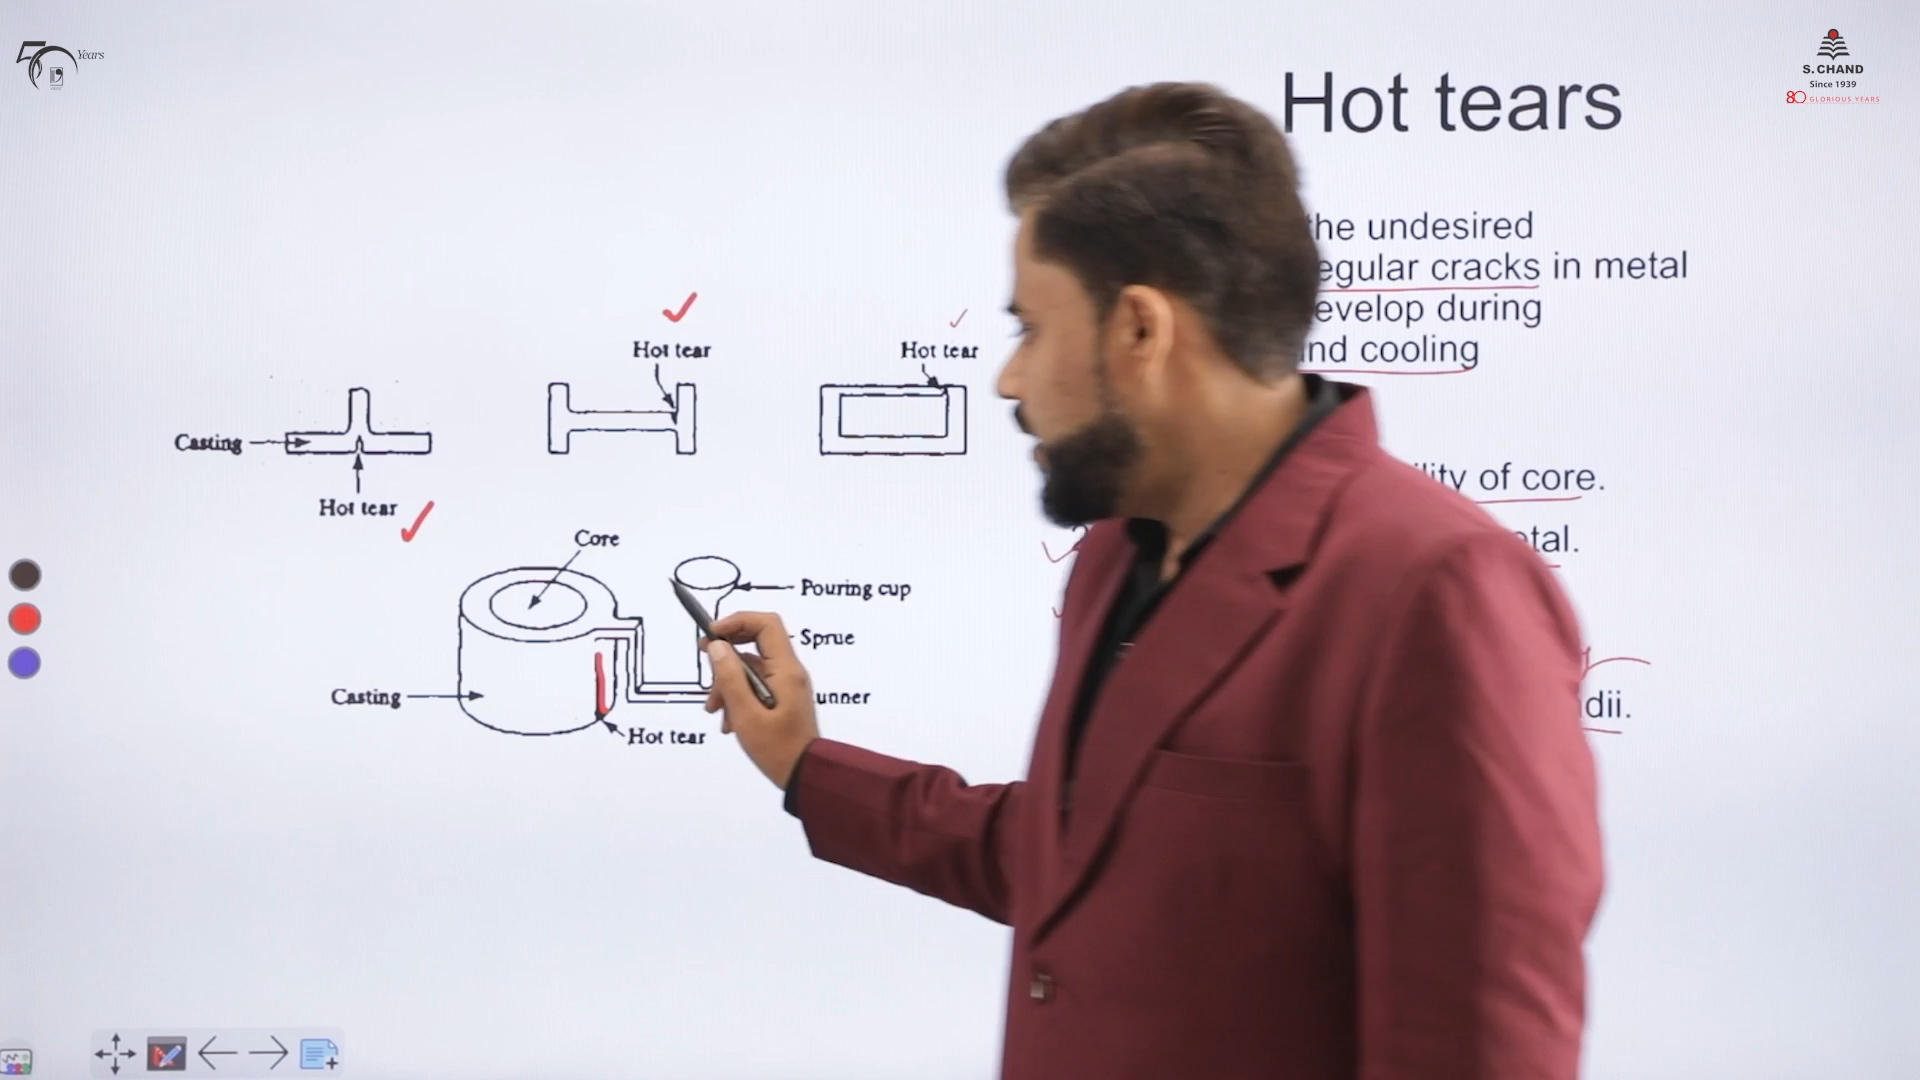 50 Years
S. CHAND
Since 1939
80 GLORIOUS YEARS
Hot tears
the undesired
egular cracks in metal
evelop during
nd cooling
ility of core.
tal.
dii.
Hot tear
Hot tear
Casting
Hot tear
Core
Pouring cup
Sprue
unner
Casting
Hot tear